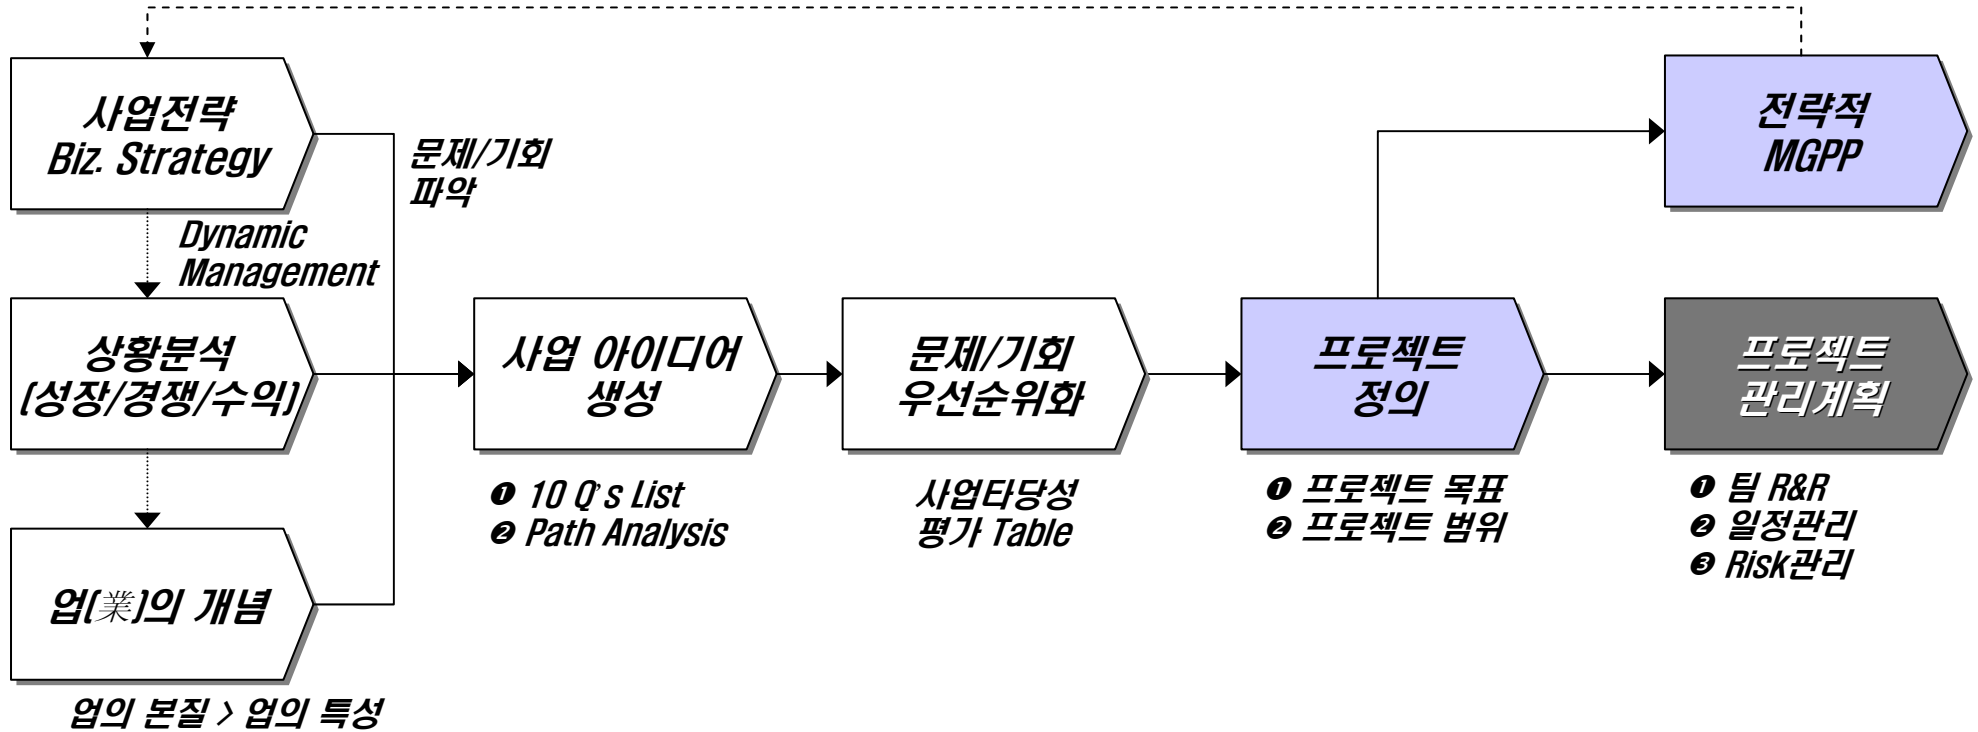 사업전략
Biz. Strategy
문제/기회
파악
Dynamic
Management
상황분석
(성장/경쟁/수익)
업(業)의 개념
업의 본질 > 업의 특성
사업 아이디어
생성
❶ 10 Q's List
❷ Path Analysis
문제/기회
우선순위화
사업타당성
평가 Table
프로젝트
정의
❶ 프로젝트 목표
❷ 프로젝트 범위
전략적
MGPP
프로젝트
관리계획
❶ 팀 R&R
❷ 일정관리
❸ Risk관리